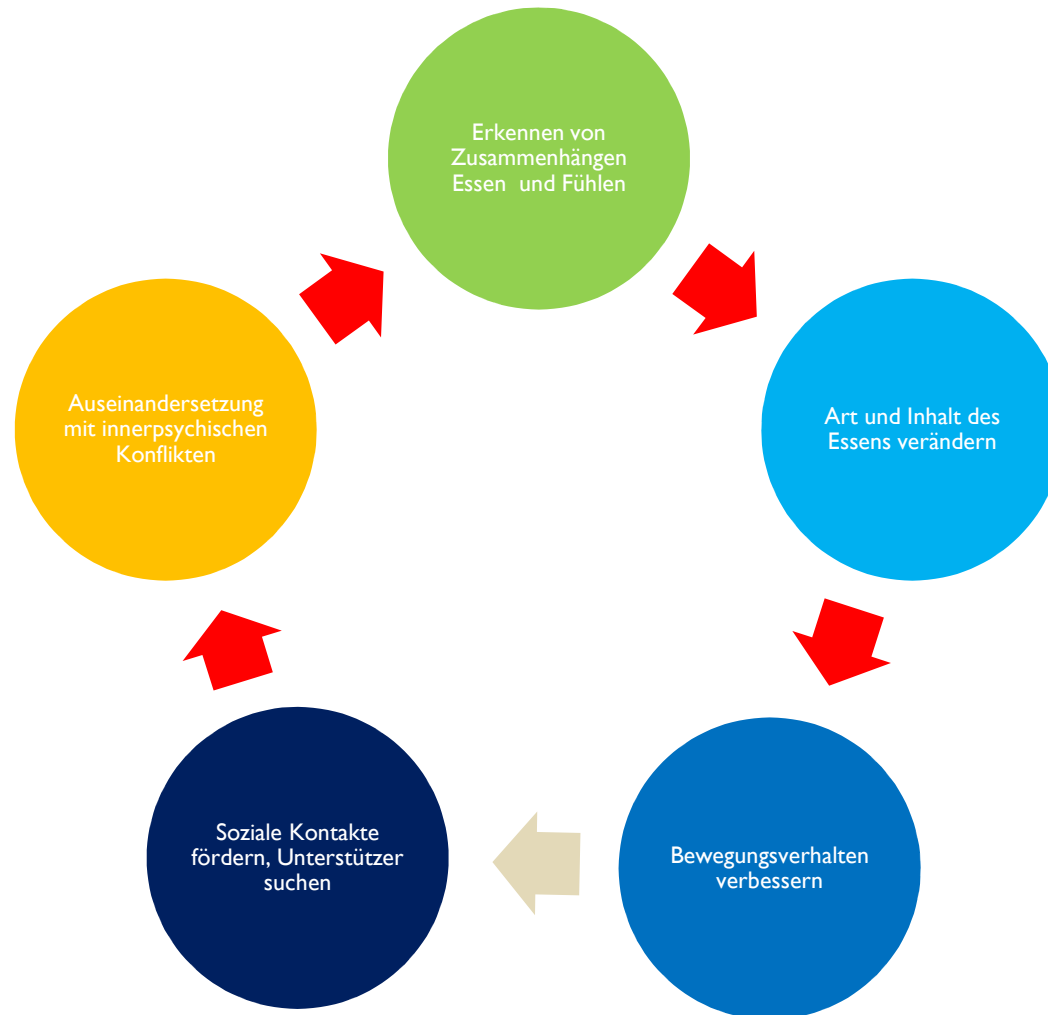 Erkennen von
Zusammenhängen
Essen und Fühlen
Art und Inhalt des
Essens verändern
Bewegungsverhalten
verbessern
Soziale Kontakte
fördern, Unterstützer
suchen
Auseinandersetzung
mit innerpsychischen
Konflikten